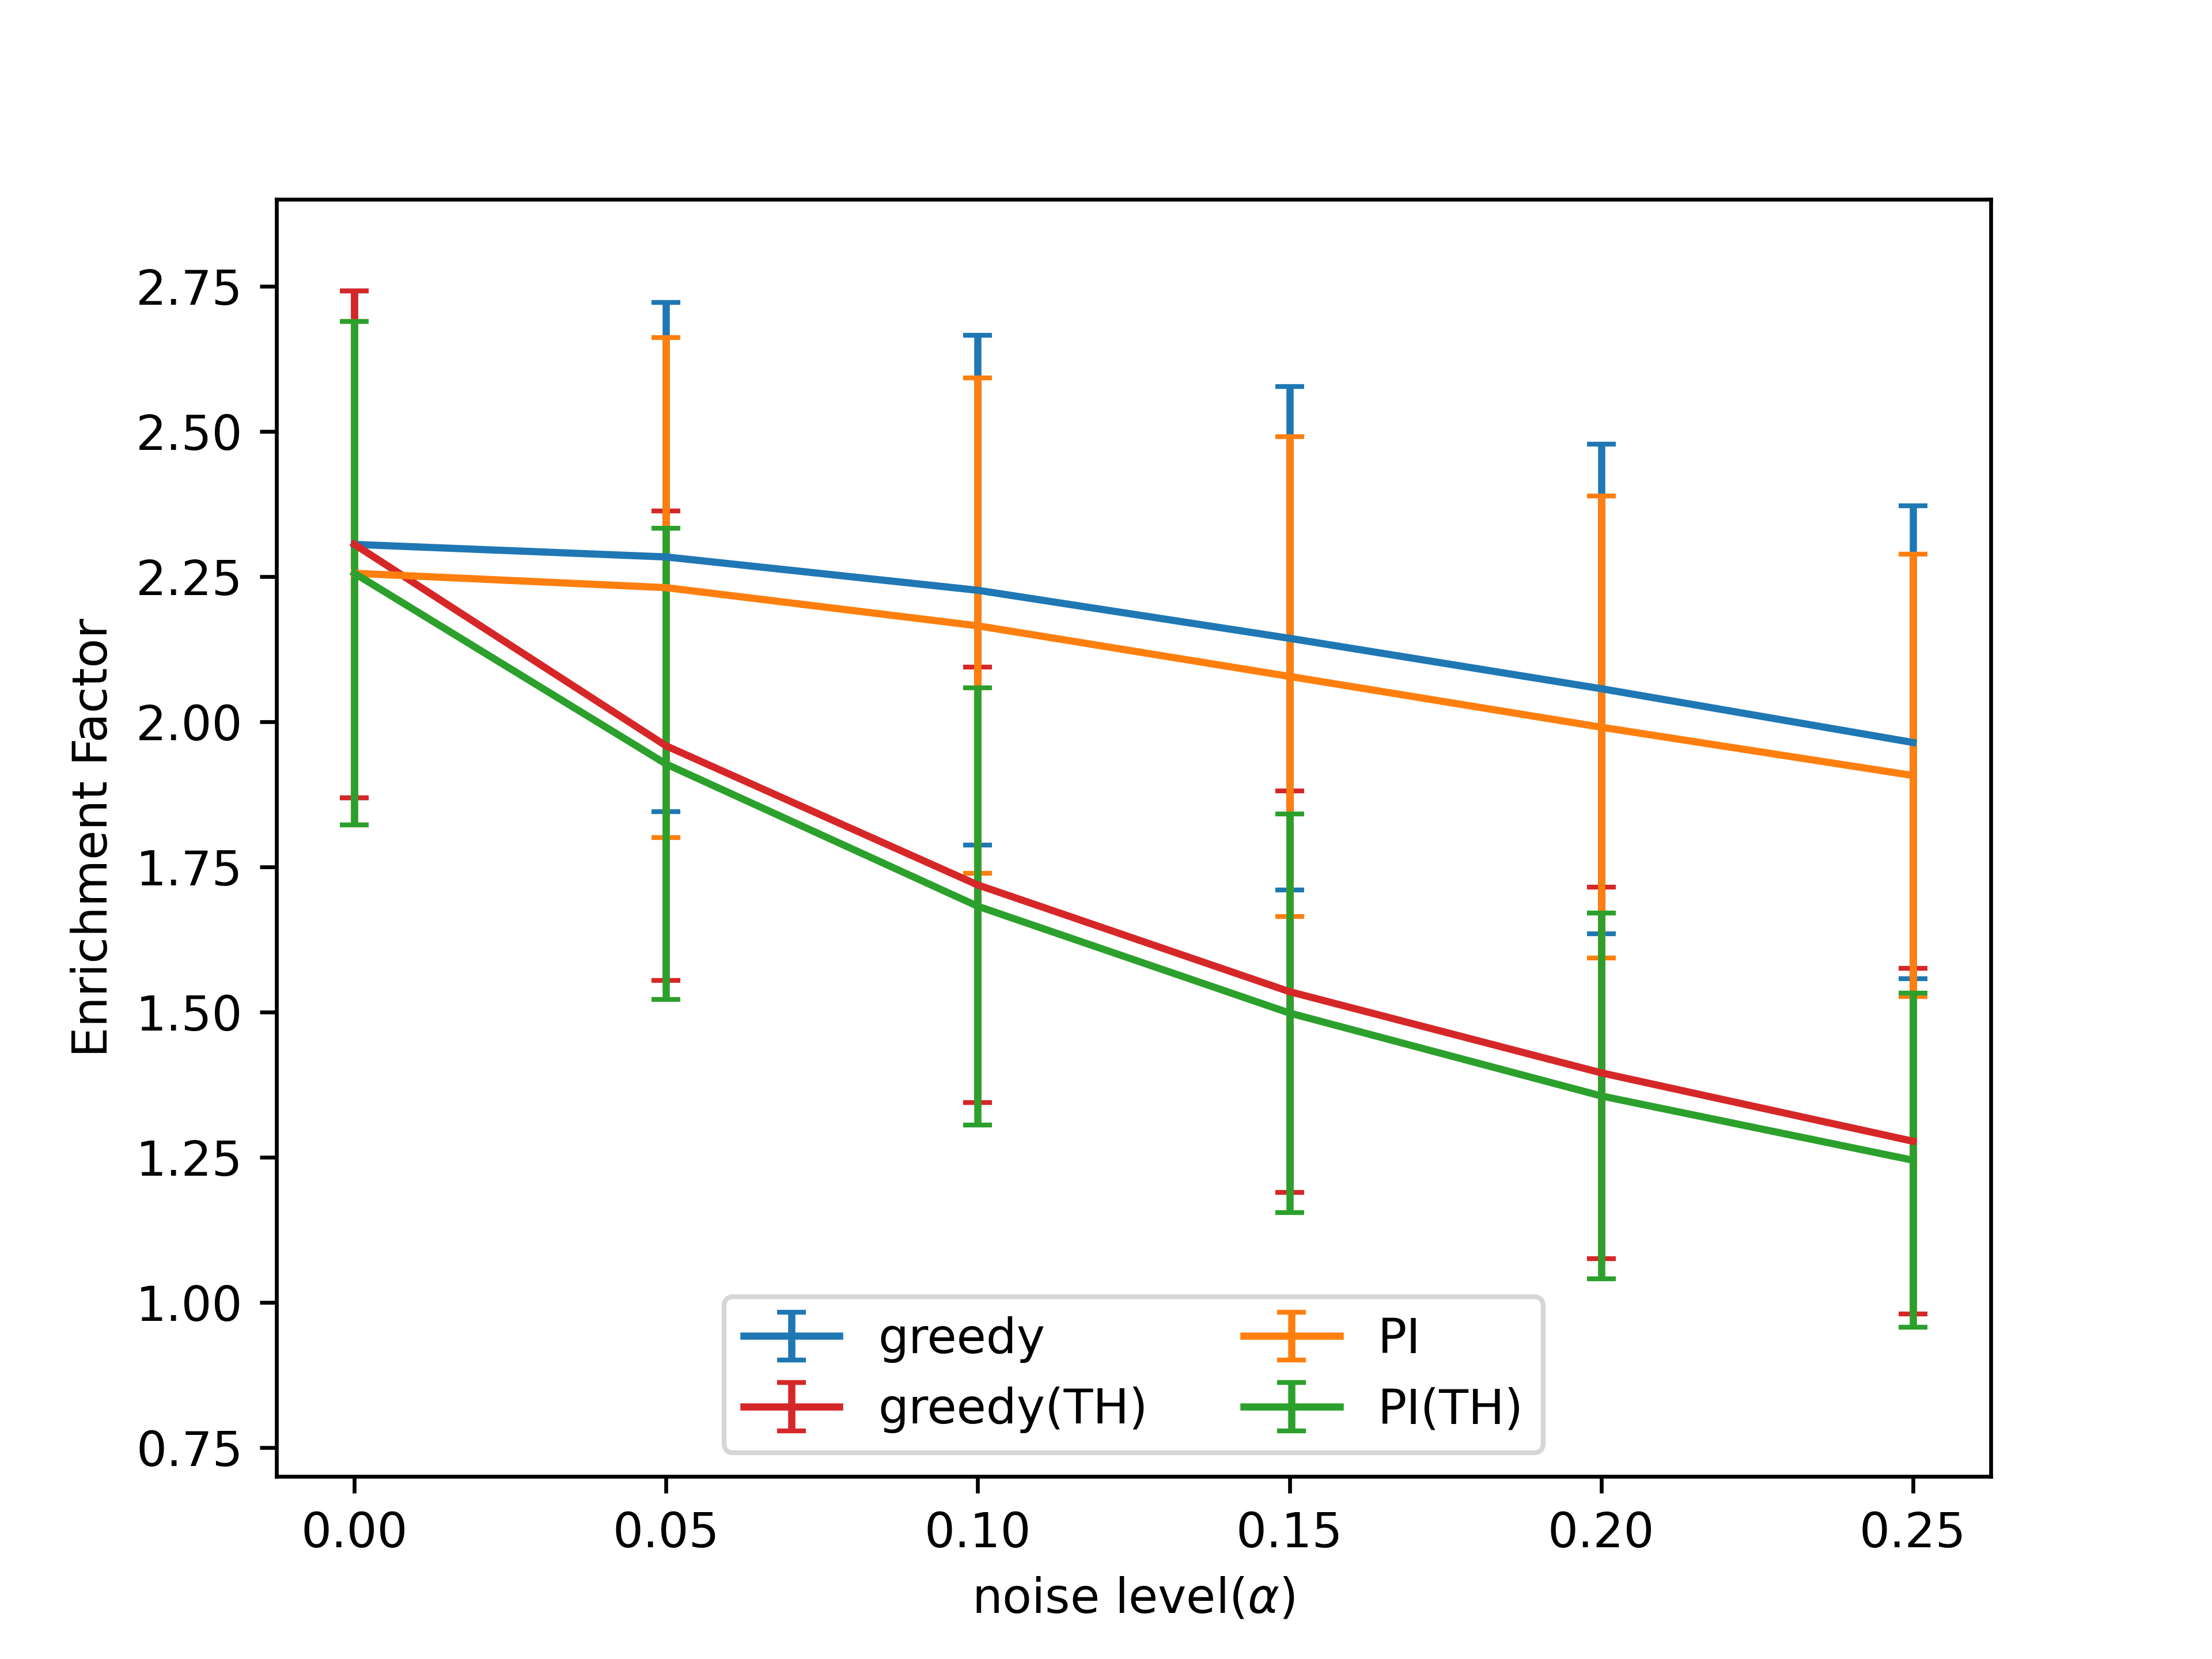 2.75
2.50
2.25
2.00
1.75
1.50
1.25
1.00
0.75
Enrichment Factor
greedy
greedy(TH)
PI
PI(TH)
0.00 0.05 0.10 0.15 0.20 0.25
noise level(α)